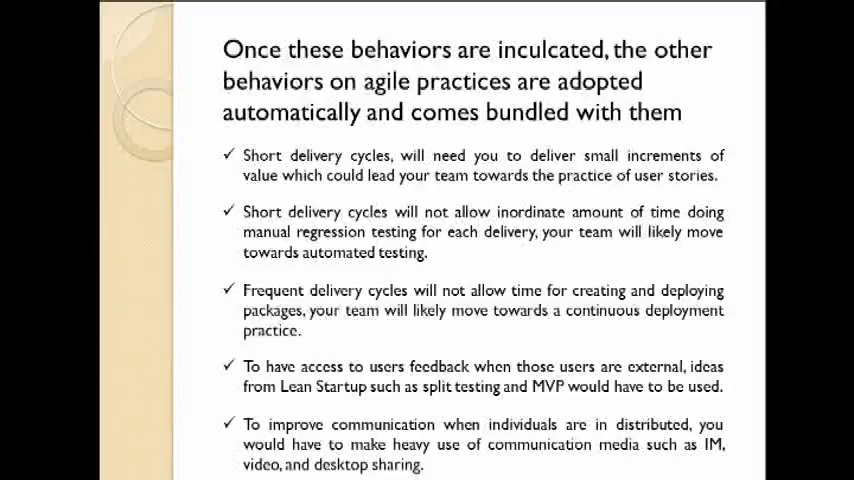 Once these behaviors are inculcated, the other
behaviors on agile practices are adopted
automatically and comes bundled with them
✓ Short delivery cycles, will need you to deliver small increments of
value which could lead your team towards the practice of user stories.
✓ Short delivery cycles will not allow inordinate amount of time doing
manual regression testing for each delivery, your team will likely move
towards automated testing.
✓ Frequent delivery cycles will not allow time for creating and deploying
packages, your team will likely move towards a continuous deployment
practice.
✓ To have access to users feedback when those users are external, ideas
from Lean Startup such as split testing and MVP would have to be used.
✓ To improve communication when individuals are in distributed, you
would have to make heavy use of communication media such as IM,
video, and desktop sharing.